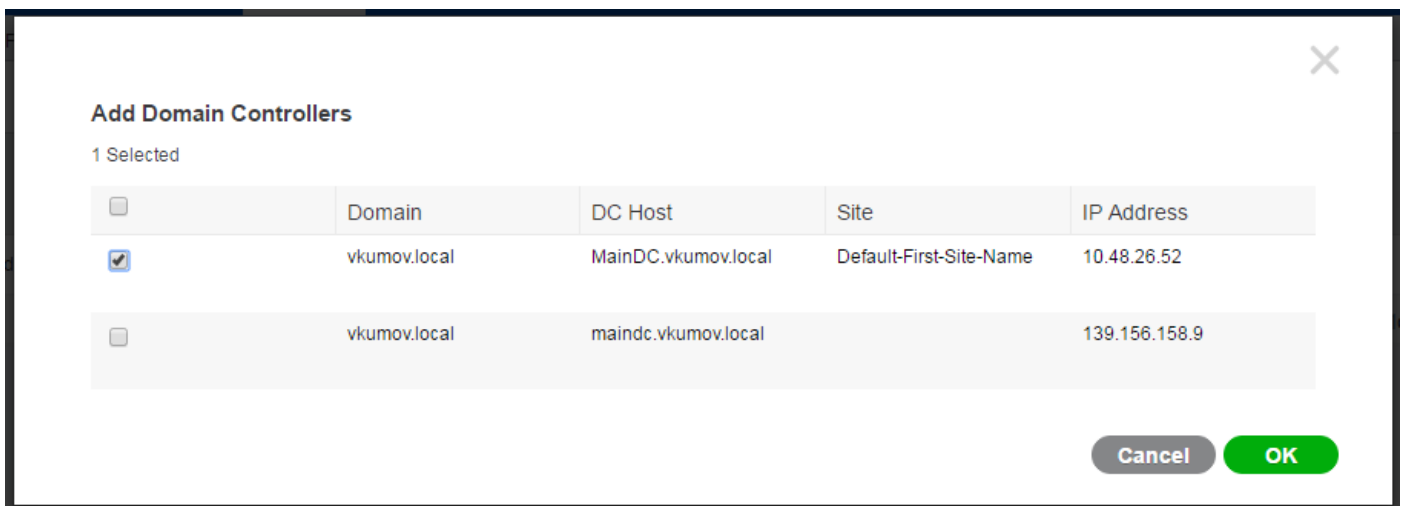 Add Domain Controllers
1 Selected
Domain DC Host Site IP Address
vkumov.local MainDC.vkumov.local Default-First-Site-Name 10.48.26.52
vkumov.local maindc.vkumov.local 139.156.158.9
Cancel OK